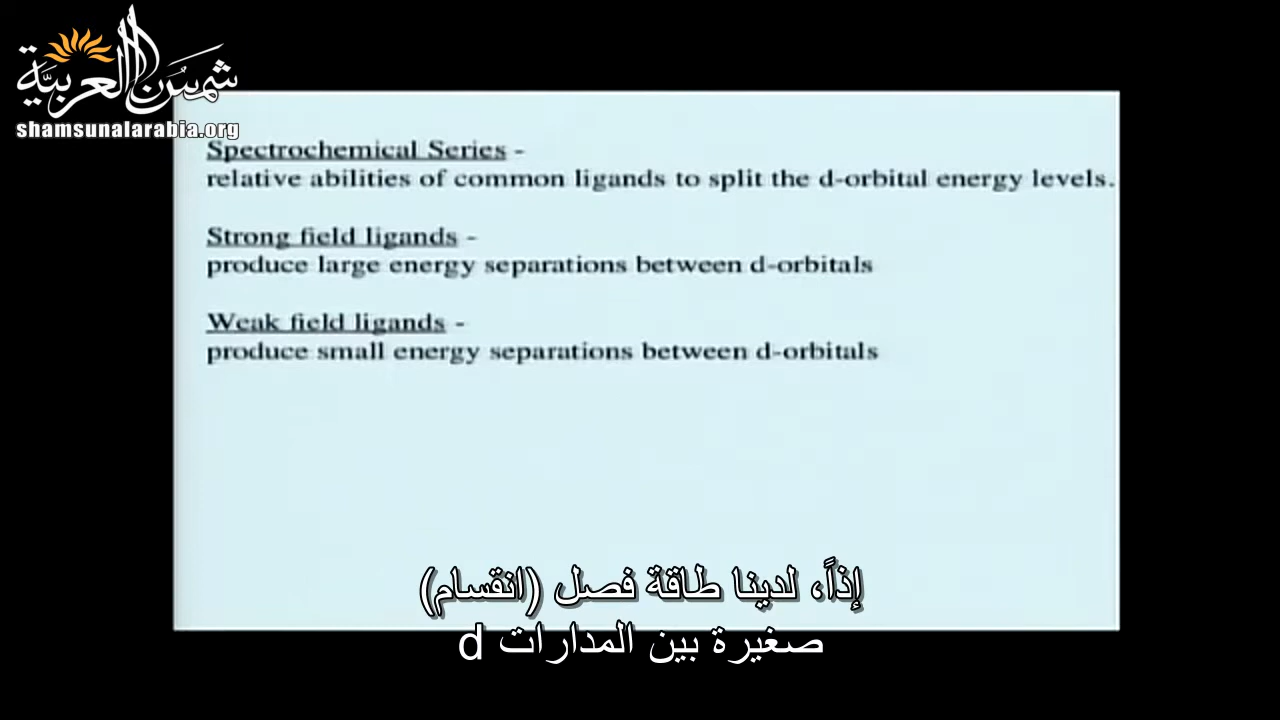 شمس العربية
shamsunalarabia.org
Spectrochemical Series -
relative abilities of common ligands to split the d-orbital energy levels.
Strong field ligands -
produce large energy separations between d-orbitals
Weak field ligands -
produce small energy separations between d-orbitals
إذاً، لدينا طاقة فصل (انقسام)
صغيرة بين المدارات d